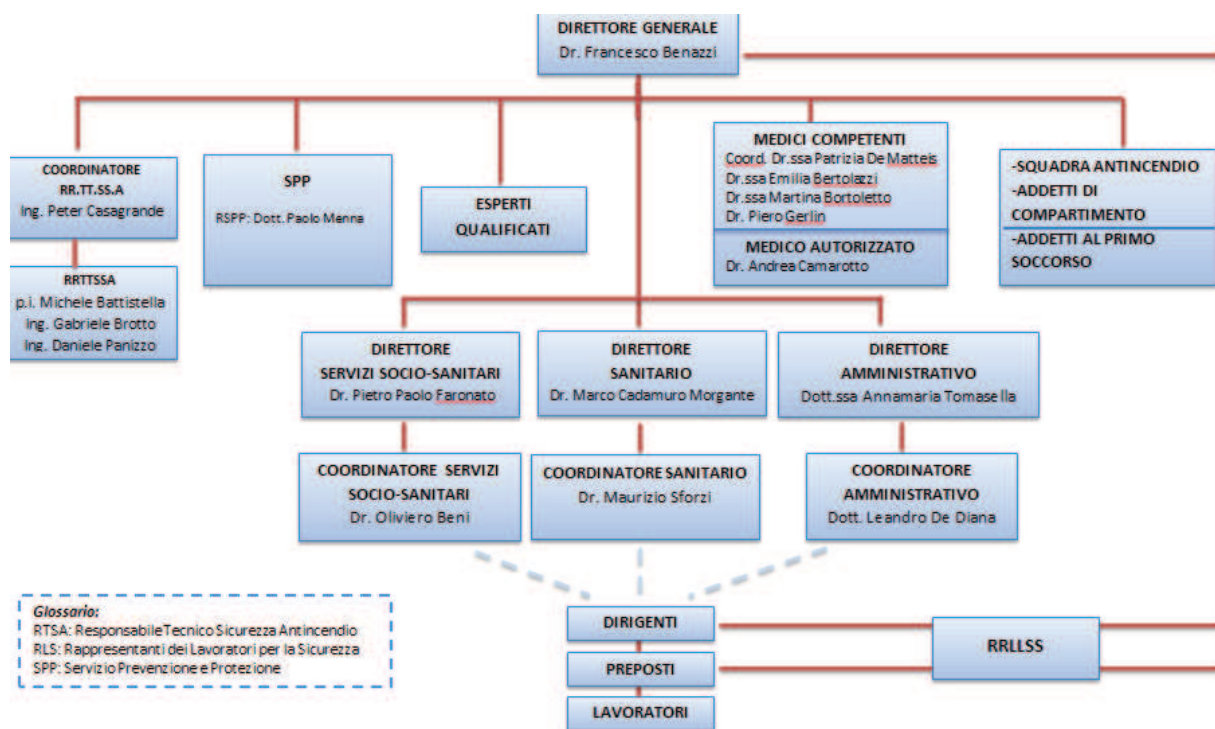 DIRETTORE GENERALE
Dr. Francesco Benazzi
COORDINATORE
RR.TT.SS.A
Ing. Peter Casagrande
RRTTSSA
p.i. Michele Battistella
Ing. Gabriele Brotto
Ing. Daniele Panizzo
SPP
RSPP: Dott. Paolo Menna
ESPERTI
QUALIFICATI
MEDICI COMPETENTI
Coord. Dr.ssa Patrizia De Matteis
Dr.ssa Emilia Bertolazzi
Dr.ssa Martina Bortoletto
Dr. Piero Gerlin
MEDICO AUTORIZZATO
Dr. Andrea Camarotto
-SQUADRA ANTINCENDIO
-ADDETTI DI
COMPARTIMENTO
-ADDETTI AL PRIMO
SOCCORSO
DIRETTORE
SERVIZI SOCIO-SANITARI
Dr. Pietro Paolo Faronato
DIRETTORE
SANITARIO
Dr. Marco Cadamuro Morgante
DIRETTORE
AMMINISTRATIVO
Dott.ssa Annamaria Tomasella
COORDINATORE SERVIZI
SOCIO-SANITARI
Dr. Oliviero Beni
COORDINATORE SANITARIO
Dr. Maurizio Sforzi
COORDINATORE
AMMINISTRATIVO
Dott. Leandro De Diana
Glossario:
RTSA: Responsabile Tecnico Sicurezza Antincendio
RLS: Rappresentanti dei Lavoratori per la Sicurezza
SPP: Servizio Prevenzione e Protezione
DIRIGENTI
PREPOSTI
LAVORATORI
RRLLSS